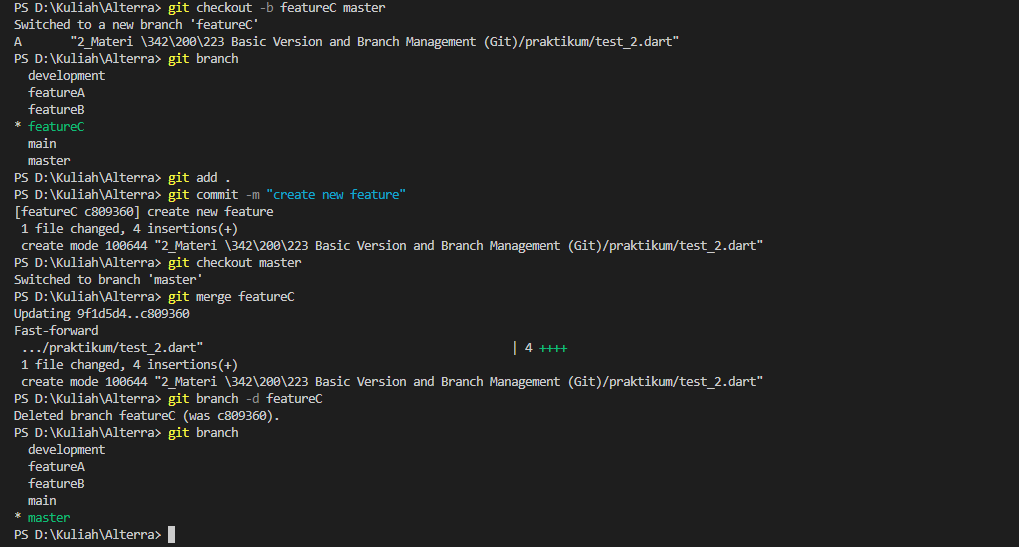 PS D:\Kuliah\Alterra> git checkout -b featureC master
Switched to a new branch 'featureC'
A       "2_Materi \342\200\223 Basic Version and Branch Management (Git)/praktikum/test_2.dart"
PS D:\Kuliah\Alterra> git branch
  development
  featureA
  featureB
* featureC
  main
  master
PS D:\Kuliah\Alterra> git add .
PS D:\Kuliah\Alterra> git commit -m "create new feature"
[featureC c809360] create new feature
 1 file changed, 4 insertions(+)
 create mode 100644 "2_Materi \342\200\223 Basic Version and Branch Management (Git)/praktikum/test_2.dart"
PS D:\Kuliah\Alterra> git checkout master
Switched to branch 'master'
PS D:\Kuliah\Alterra> git merge featureC
Updating 9f1d5d4..c809360
Fast-forward
 .../praktikum/test_2.dart"                                            | 4 ++++
 1 file changed, 4 insertions(+)
 create mode 100644 "2_Materi \342\200\223 Basic Version and Branch Management (Git)/praktikum/test_2.dart"
PS D:\Kuliah\Alterra> git branch -d featureC
Deleted branch featureC (was c809360).
PS D:\Kuliah\Alterra> git branch
  development
  featureA
  featureB
  main
* master
PS D:\Kuliah\Alterra>